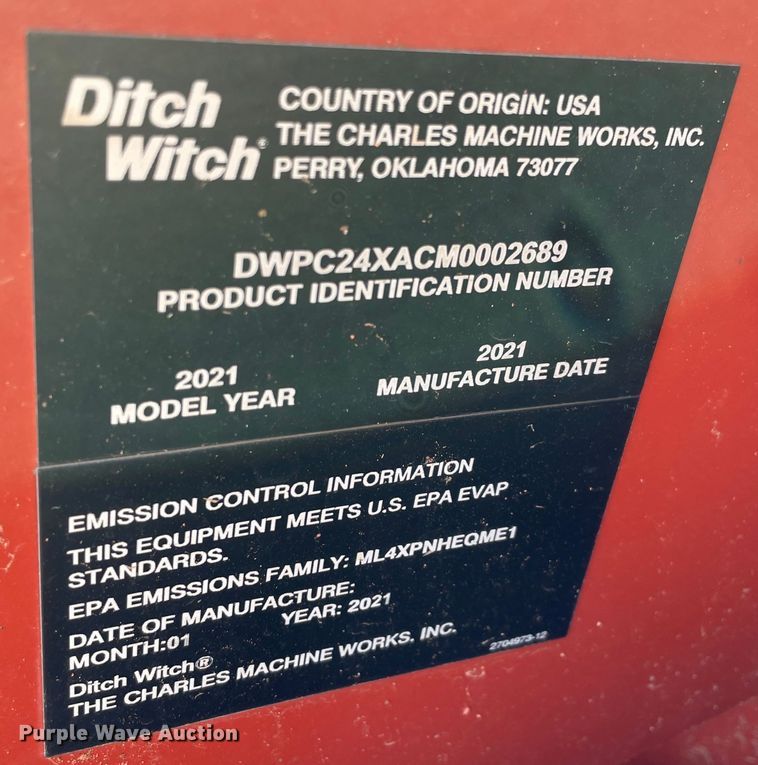 Ditch
Witch®
COUNTRY OF ORIGIN: USA
THE CHARLES MACHINE WORKS, INC.
PERRY, OKLAHOMA 73077
DWPC24XACM0002689
PRODUCT IDENTIFICATION NUMBER
2021
MODEL YEAR
2021
MANUFACTURE DATE
EMISSION CONTROL INFORMATION
THIS EQUIPMENT MEETS U.S. EPA EVAP
STANDARDS.
EPA EMISSIONS FAMILY: ML4XPNHEQME1
DATE OF MANUFACTURE:
MONTH:01 YEAR: 2021
Ditch Witch®
THE CHARLES MACHINE WORKS. INC.
2704973-12
Purple Wave Auction